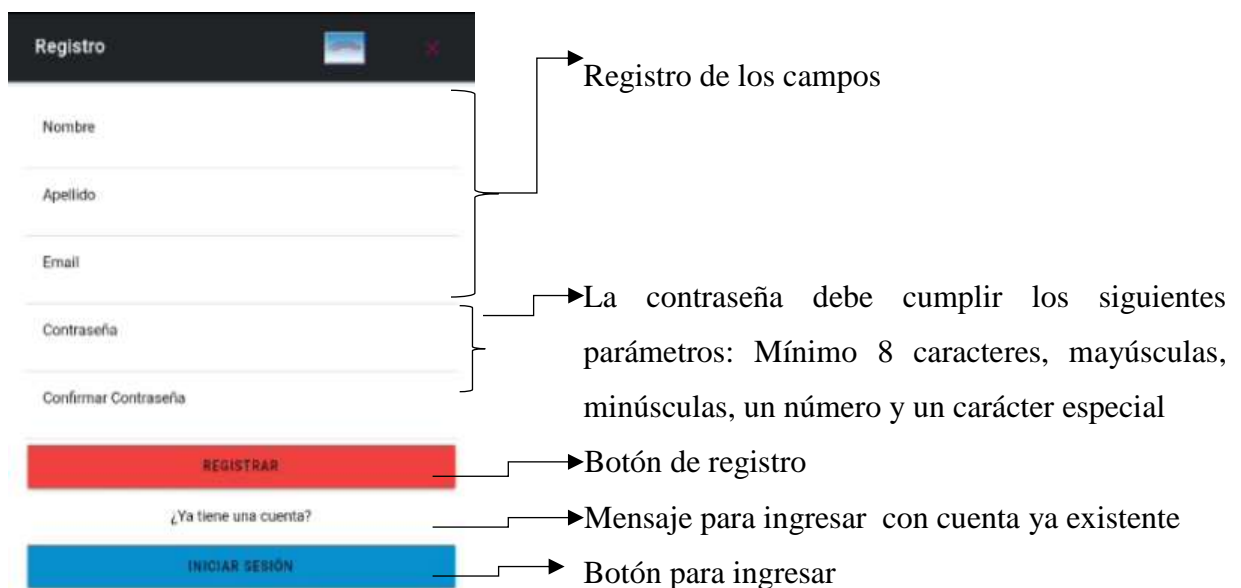 Registro
Nombre
Apellido
Email
Contraseña
Confirmar Contraseña
REGISTRAR
¿Ya tiene una cuenta?
INICIAR SESIÓN
Registro de los campos
La contraseña debe cumplir los siguientes
parámetros: Mínimo 8 caracteres, mayúsculas,
minúsculas, un número y un carácter especial
Botón de registro
Mensaje para ingresar con cuenta ya existente
Botón para ingresar